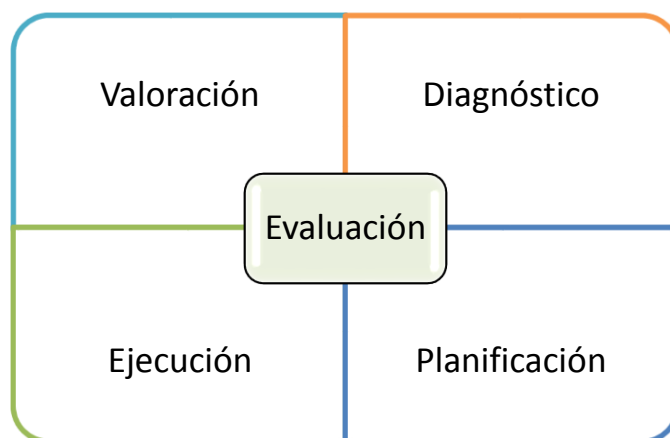 Valoración
Diagnóstico
Evaluación
Ejecución
Planificación